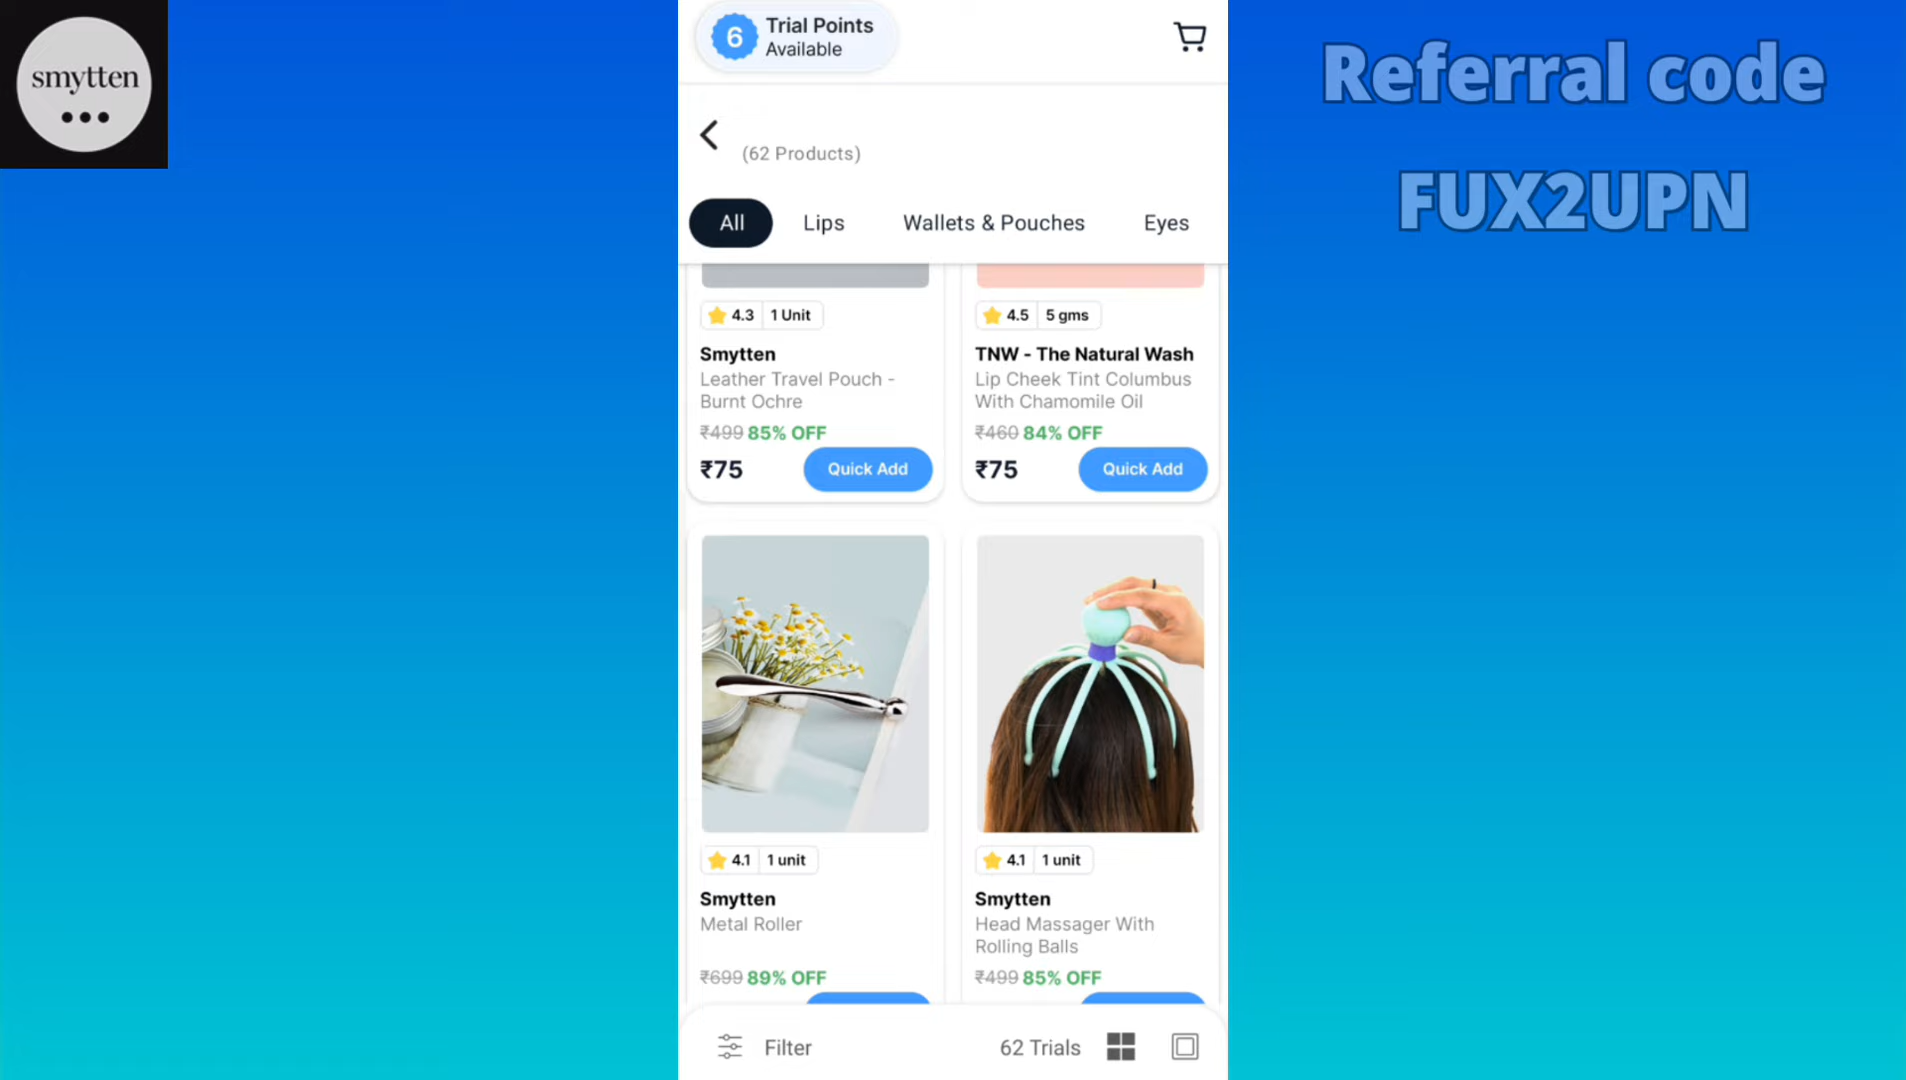 smytten
6
Trial Points
Available
(62 Products)
All
Lips
Wallets & Pouches
Eyes
4.3
1 Unit
Smytten
Leather Travel Pouch -
Burnt Ochre
₹499 85% OFF
₹75
Quick Add
4.5
5 gms
TNW - The Natural Wash
Lip Cheek Tint Columbus
With Chamomile Oil
₹460 84% OFF
₹75
Quick Add
4.1
1 unit
Smytten
Metal Roller
₹699 89% OFF
4.1
1 unit
Smytten
Head Massager With
Rolling Balls
₹499 85% OFF
Filter
62 Trials
Referral code
FUX2UPN